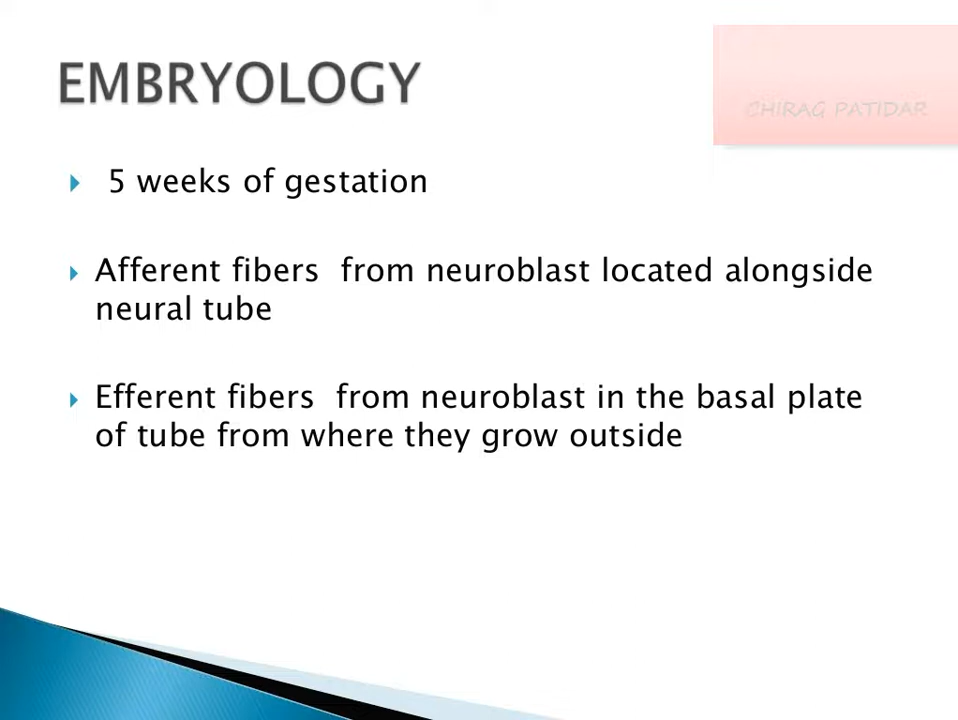 EMBRYOLOGY
CHIRAG PATIDAR
5 weeks of gestation
Afferent fibers from neuroblast located alongside
neural tube
Efferent fibers from neuroblast in the basal plate
of tube from where they grow outside